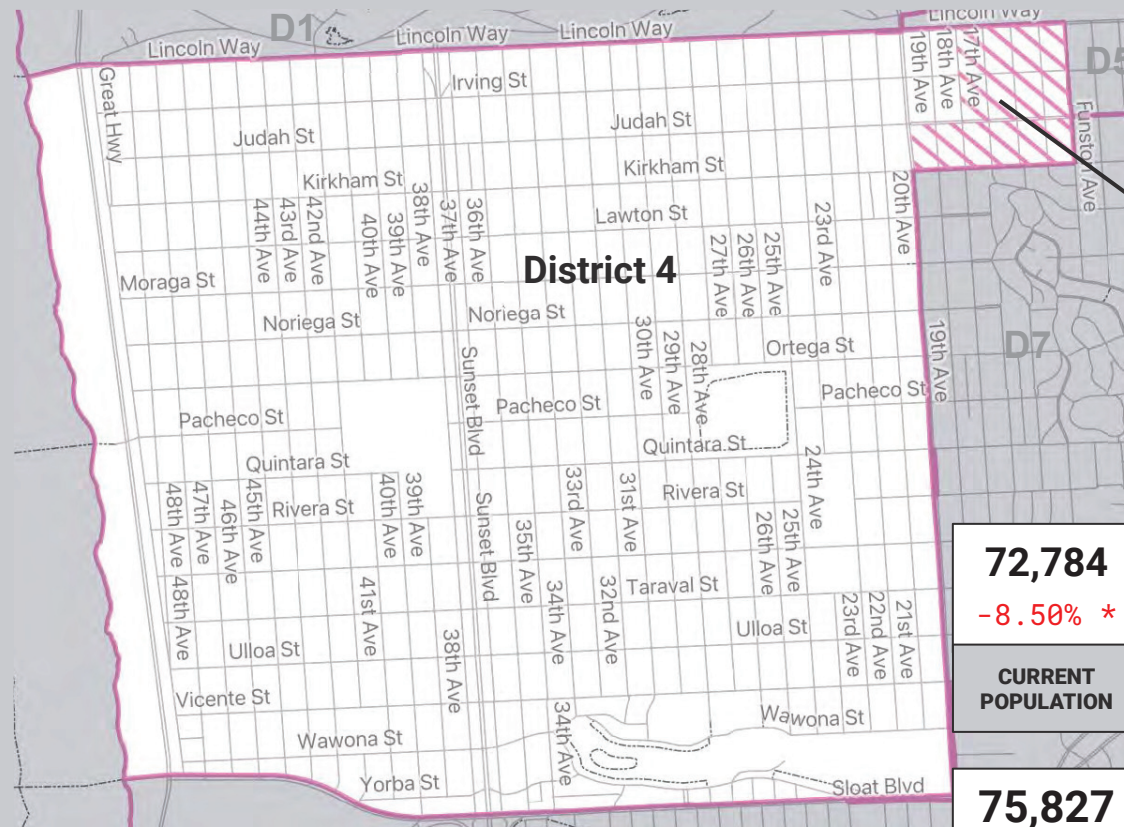 D1
Lincoln Way
Lincoln Way
Lincoln Way
Lincoln Way
D5
Great Hwy
Irving St
19th Ave
18th Ave
17th Ave
Judah St
Judah St
Funston Ave
Kirkham St
Kirkham St
44th Ave
43rd Ave
42nd Ave
40th Ave
39th Ave
38th Ave
37th Ave
36th Ave
Lawton St
20th Ave
23rd Ave
27th Ave
26th Ave
25th Ave
District 4
Moraga St
Noriega St
Noriega St
30th Ave
29th Ave
28th Ave
Ortega St
19th Ave
D7
Sunset Blvd
Pacheco St
Pacheco St
Pacheco St
Quintara St
Quintara St
24th Ave
48th Ave
47th Ave
46th Ave
45th Ave
Rivera St
40th Ave
39th Ave
Sunset Blvd
35th Ave
33rd Ave
31st Ave
Rivera St
26th Ave
25th Ave
72,784
-8.50% *
48th Ave
41st Ave
34th Ave
32nd Ave
Taraval St
23rd Ave
22nd Ave
21st Ave
Ulloa St
Ulloa St
38th Ave
CURRENT
POPULATION
Vicente St
34th Ave
Wawona St
Wawona St
Yorba St
Sloat Blvd
75,827